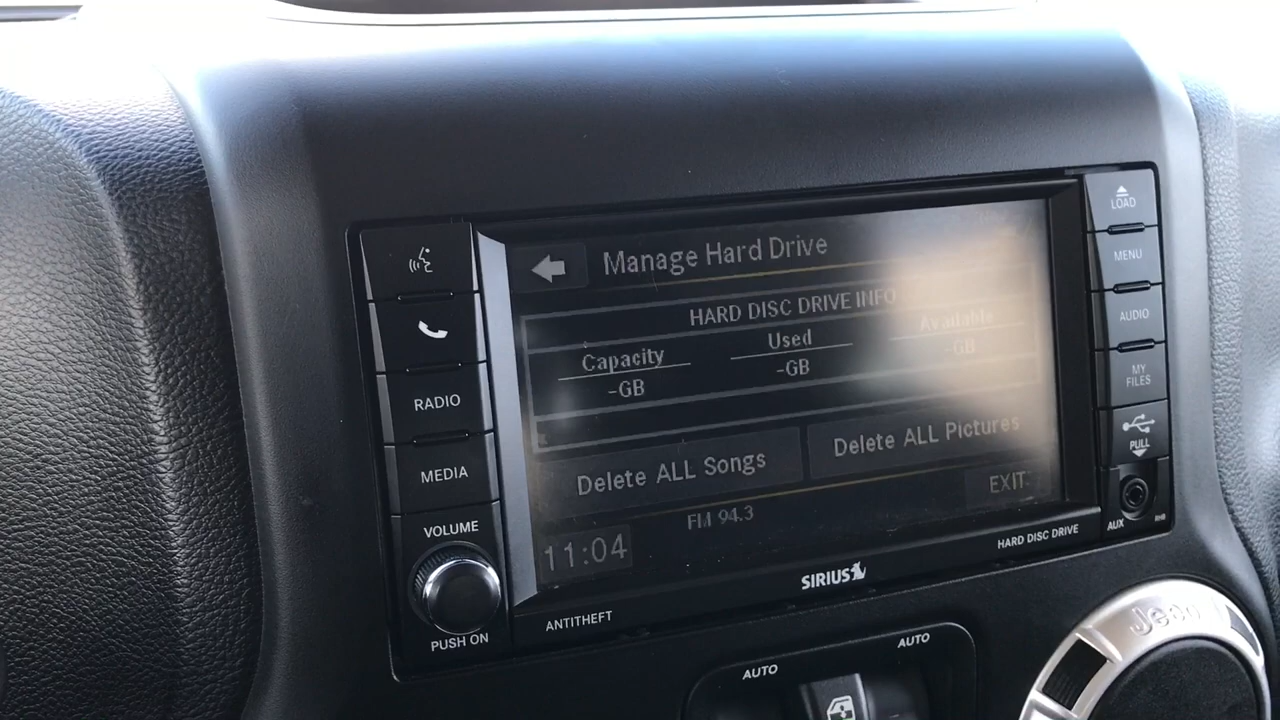 Manage Hard Drive
HARD DISC DRIVE INFO
Capacity Used Available
-GB -GB -GB
Delete ALL Songs Delete ALL Pictures
EXIT
FM 94.3
11:04
RADIO
MEDIA
VOLUME
PUSH ON
LOAD
MENU
AUDIO
MY
FILES
PULL
AUX
RHB
ANTITHEFT
SIRIUS
HARD DISC DRIVE
AUTO AUTO
Jeep